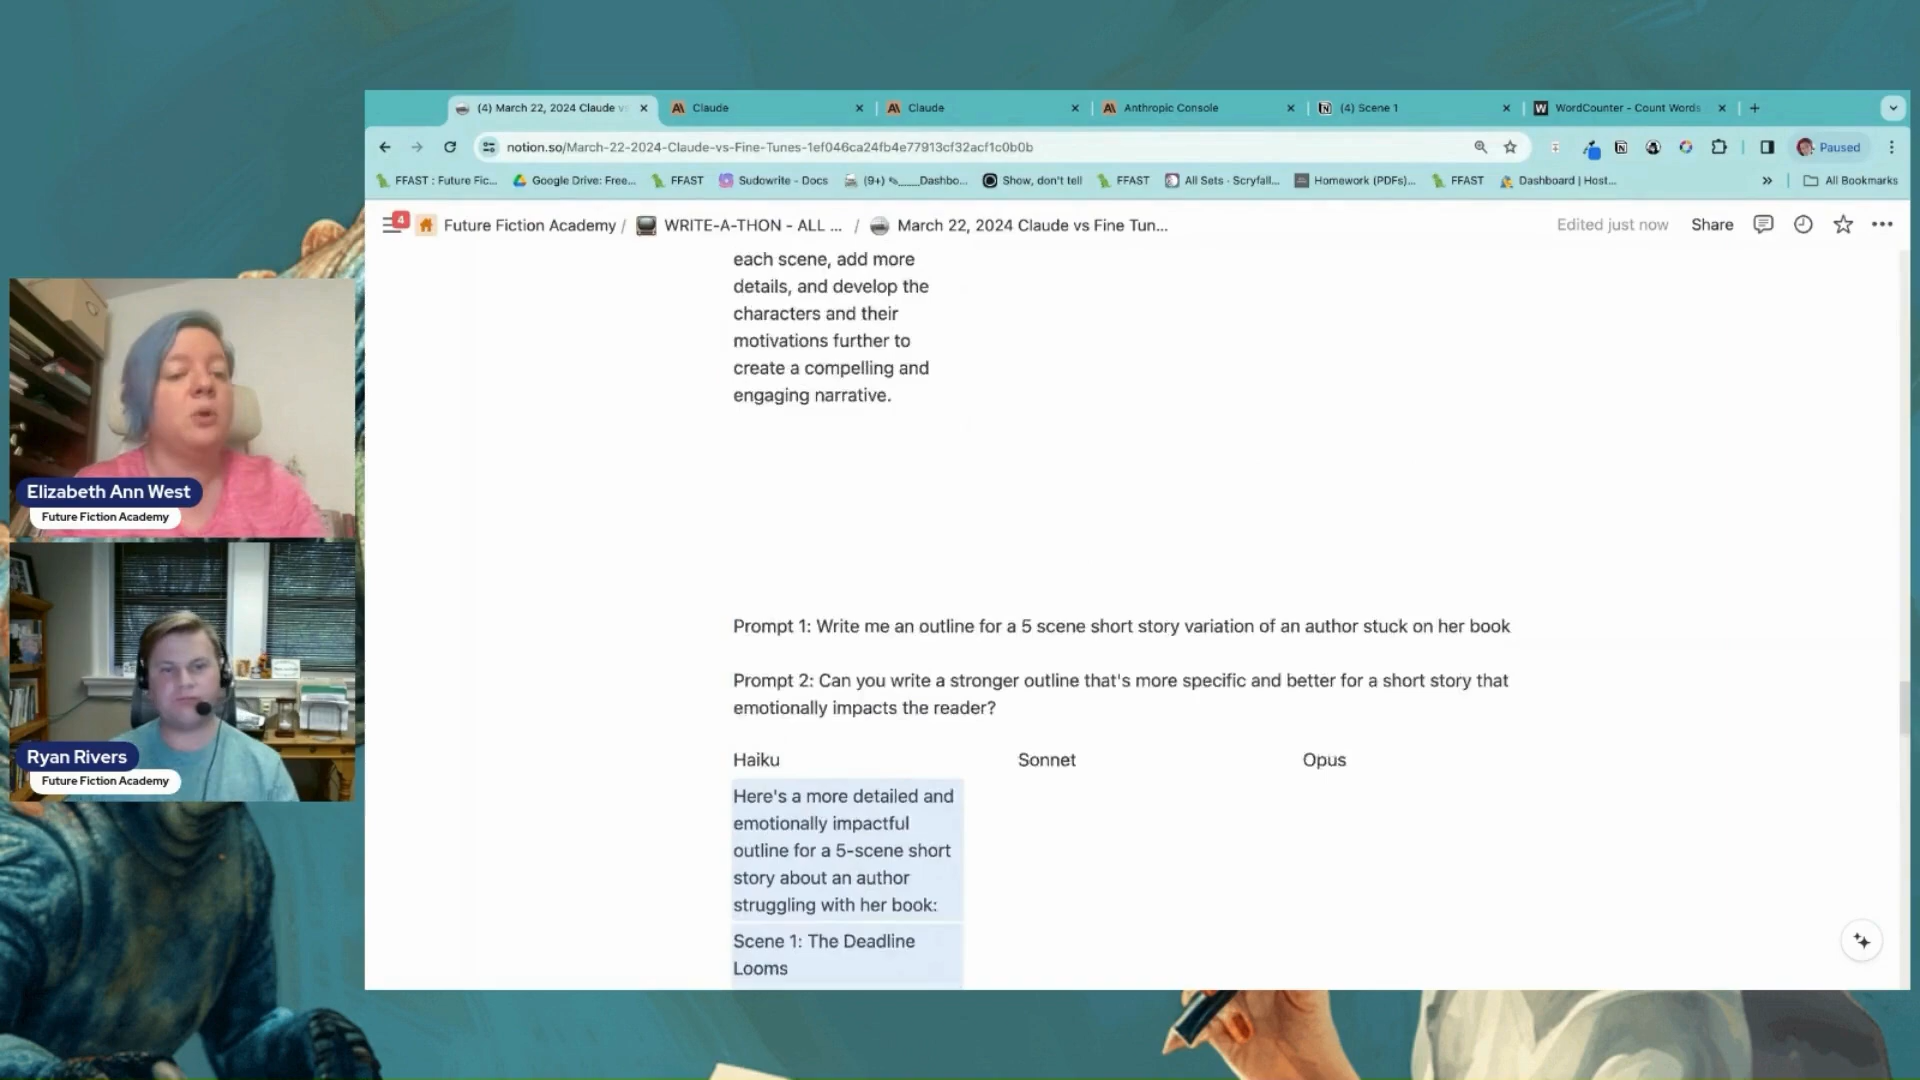 (4) March 22, 2024 Claude v
Claude
Claude
Anthropic Console
(4) Scene 1
WordCounter - Count Words
notion.so/March-22-2024-Claude-vs-Fine-Tunes-1ef046ca24fb4e77913cf32acf1c0b0b
Paused
FFAST : Future Fic...
Google Drive: Free...
FFAST
Sudowrite - Docs
(9+) ✎____Dashbo...
Show, don't tell
FFAST
All Sets - Scryfall...
Homework (PDFs)...
FFAST
Dashboard | Host...
All Bookmarks
4
Future Fiction Academy /
WRITE-A-THON - ALL ... /
March 22, 2024 Claude vs Fine Tun...
Edited just now
Share
each scene, add more
details, and develop the
characters and their
motivations further to
create a compelling and
engaging narrative.
Elizabeth Ann West
Future Fiction Academy
Ryan Rivers
Future Fiction Academy
Prompt 1: Write me an outline for a 5 scene short story variation of an author stuck on her book
Prompt 2: Can you write a stronger outline that's more specific and better for a short story that
emotionally impacts the reader?
Haiku
Sonnet
Opus
Here's a more detailed and
emotionally impactful
outline for a 5-scene short
story about an author
struggling with her book:
Scene 1: The Deadline
Looms